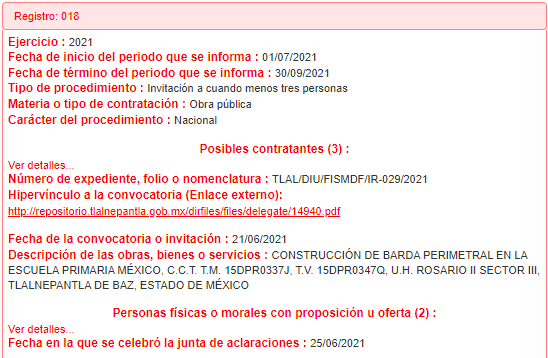 Registro: 018
Ejercicio : 2021
Fecha de inicio del periodo que se informa : 01/07/2021
Fecha de término del periodo que se informa : 30/09/2021
Tipo de procedimiento : Invitación a cuando menos tres personas
Materia o tipo de contratación : Obra pública
Carácter del procedimiento : Nacional
Posibles contratantes (3) :
Ver detalles...
Número de expediente, folio o nomenclatura : TLAL/DIU/FISMDF/IR-029/2021
Hipervínculo a la convocatoria (Enlace externo):
http://repositorio.tlalnepantla.gob.mx/dirfiles/files/delegate/14940.pdf
Fecha de la convocatoria o invitación : 21/06/2021
Descripción de las obras, bienes o servicios : CONSTRUCCIÓN DE BARDA PERIMETRAL EN LA
ESCUELA PRIMARIA MÉXICO, C.C.T. T.M. 15DPR0337J, T.V. 15DPR0347Q, U.H. ROSARIO II SECTOR III,
TLALNEPANTLA DE BAZ, ESTADO DE MÉXICO
Personas físicas o morales con proposición u oferta (2) :
Ver detalles...
Fecha en la que se celebró la junta de aclaraciones : 25/06/2021